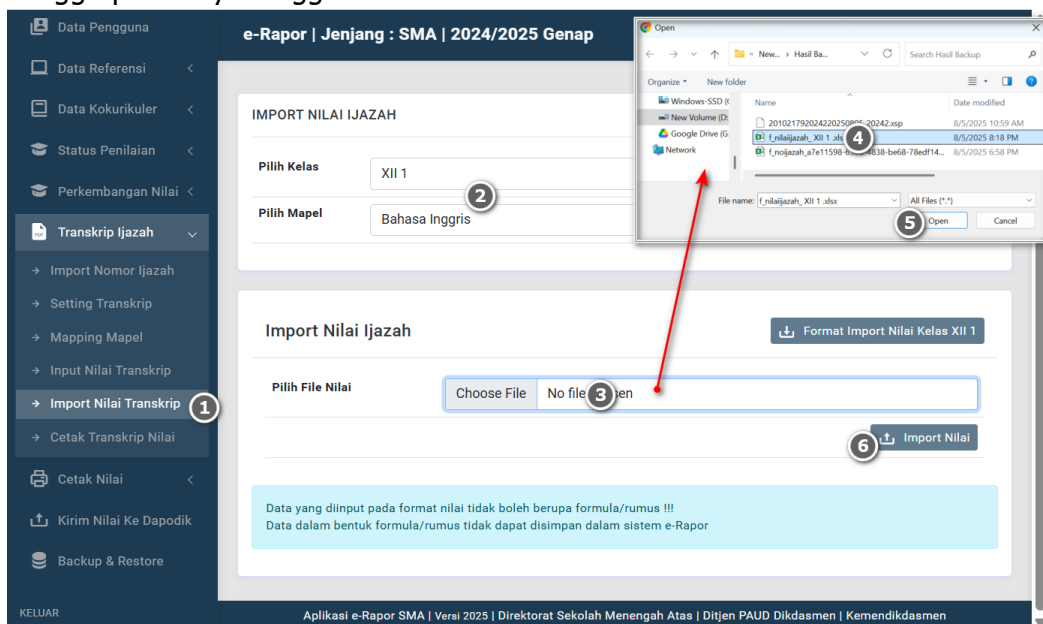 Data Pengguna
Data Referensi
Data Kokurikuler
Status Penilaian
Perkembangan Nilai
Transkrip Ijazah
Import Nomor Ijazah
Setting Transkrip
Mapping Mapel
Input Nilai Transkrip
Import Nilai Transkrip
1
Cetak Transkrip Nilai
Cetak Nilai
Kirim Nilai Ke Dapodik
Backup & Restore
KELUAR
e-Rapor | Jenjang : SMA | 2024/2025 Genap
IMPORT NILAI IJAZAH
Pilih Kelas
XII 1
2
Pilih Mapel
Bahasa Inggris
Open
New... > Hasil Ba...
Search Hasil Backup
Organize
New folder
Windows-SSD (
New Volume (D:
Google Drive (G:
Network
Name
Date modified
8/5/2025 10:59 AM
f_nilaiijazah_ XII 1
4
8/5/2025 8:18 PM
8/5/2025 6:58 PM
File name:
f_nilaiijazah_ XII 1 .xlsx
All Files (*.*)
5
Open
Cancel
Import Nilai Ijazah
Format Import Nilai Kelas XII 1
Pilih File Nilai
Choose File
No file
3
6
Import Nilai
Data yang diinput pada format nilai tidak boleh berupa formula/rumus !!!
Data dalam bentuk formula/rumus tidak dapat disimpan dalam sistem e-Rapor
Aplikasi e-Rapor SMA | Versi 2025 | Direktorat Sekolah Menengah Atas | Ditjen PAUD Dikdasmen | Kemendikdasmen